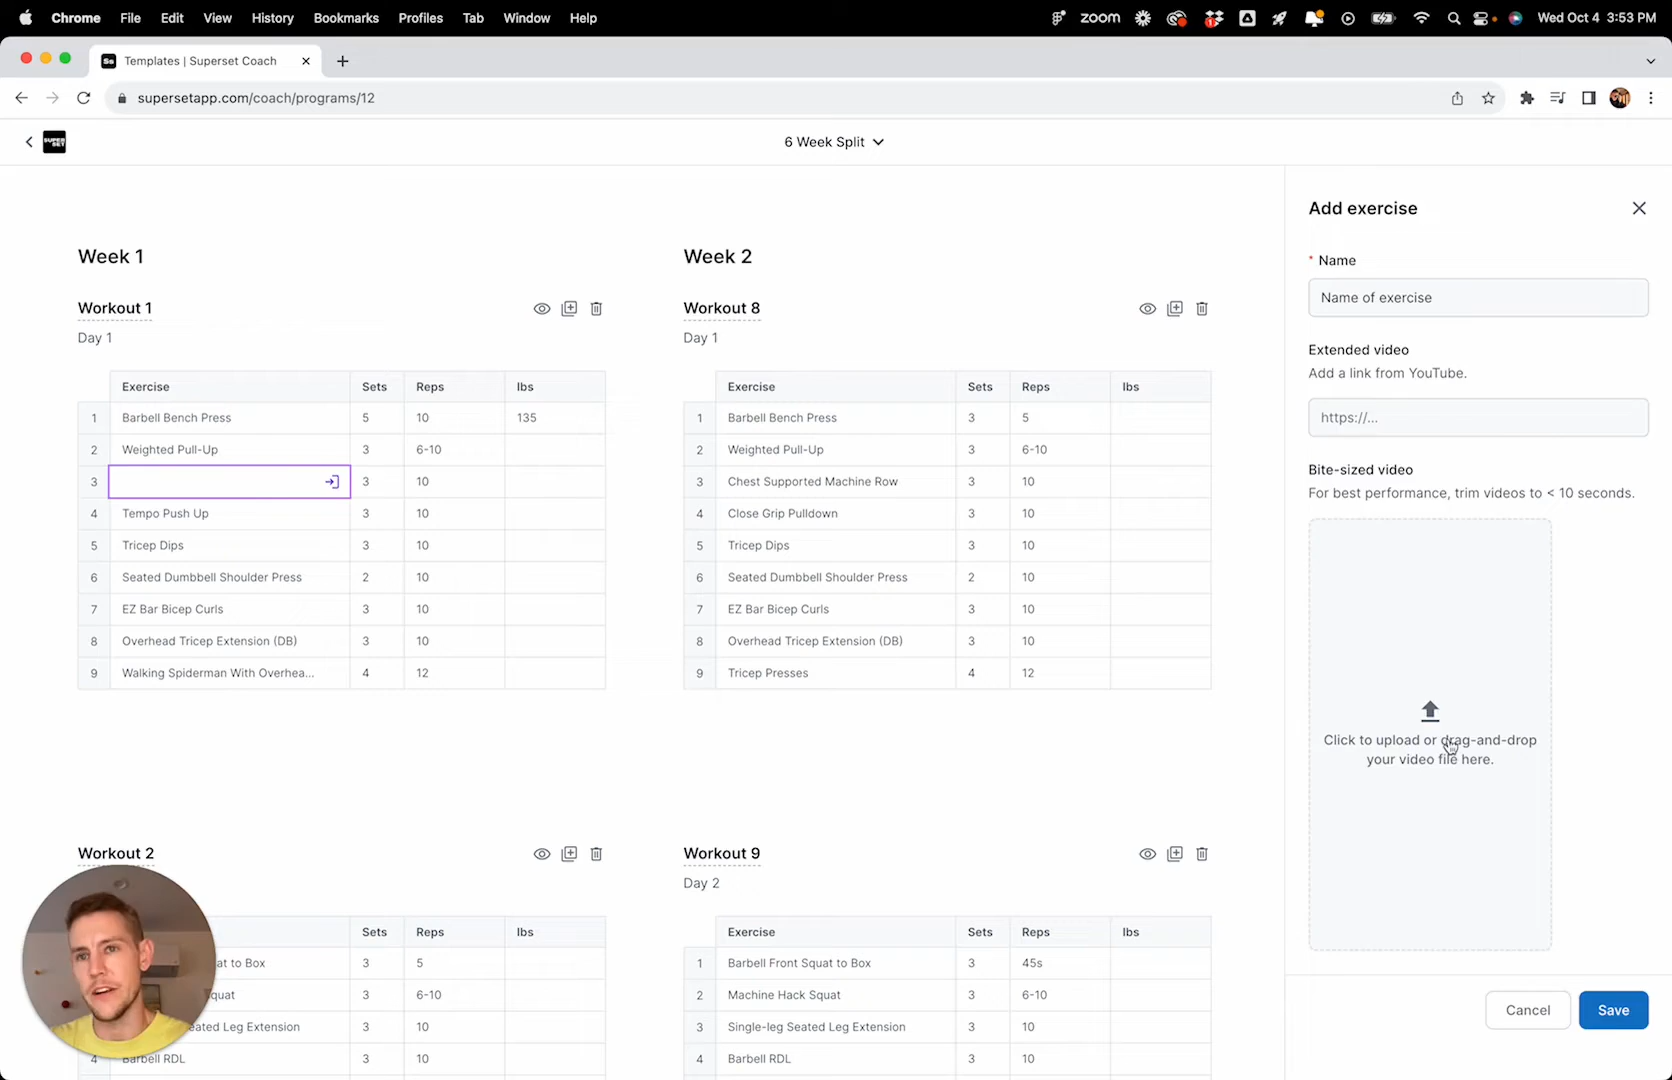 Chrome File Edit View History Bookmarks Profiles Tab Window Help zoom Wed Oct 4 3:53 PM
Ss Templates | Superset Coach
supersetapp.com/coach/programs/12
SUPER SET 6 Week Split
Add exercise
Week 1 Week 2
* Name
Name of exercise
Workout 1 Workout 8
Day 1 Day 1
Extended video
Add a link from YouTube.
https://...
Exercise Sets Reps lbs Exercise Sets Reps lbs
1 Barbell Bench Press 5 10 135 1 Barbell Bench Press 3 5
2 Weighted Pull-Up 3 6-10 2 Weighted Pull-Up 3 6-10
3 3 10 3 Chest Supported Machine Row 3 10
4 Tempo Push Up 3 10 4 Close Grip Pulldown 3 10
5 Tricep Dips 3 10 5 Tricep Dips 3 10
6 Seated Dumbbell Shoulder Press 2 10 6 Seated Dumbbell Shoulder Press 2 10
7 EZ Bar Bicep Curls 3 10 7 EZ Bar Bicep Curls 3 10
8 Overhead Tricep Extension (DB) 3 10 8 Overhead Tricep Extension (DB) 3 10
9 Walking Spiderman With Overhea... 4 12 9 Tricep Presses 4 12
Bite-sized video
For best performance, trim videos to < 10 seconds.
Click to upload or drag-and-drop
your video file here.
Workout 2 Workout 9
Day 2
Sets Reps lbs Exercise Sets Reps lbs
at to Box 3 5 1 Barbell Front Squat to Box 3 45s
quat 3 6-10 2 Machine Hack Squat 3 6-10
eated Leg Extension 3 10 3 Single-leg Seated Leg Extension 3 10
4 Barbell RDL 3 10 4 Barbell RDL 3 10
Cancel Save